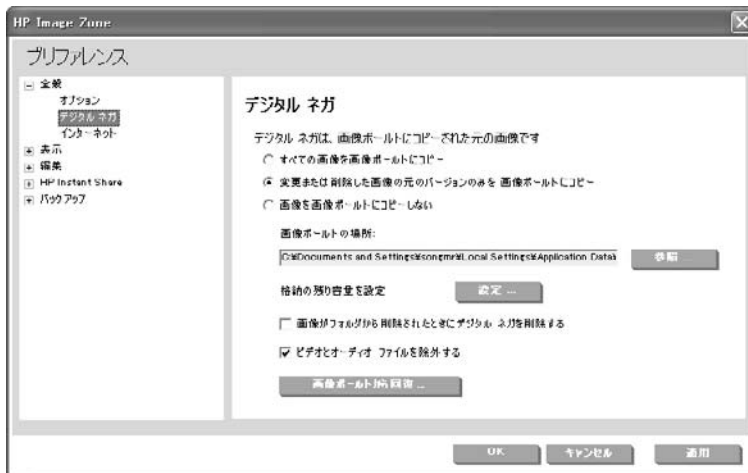 HP Image Zone
プリファレンス
全般
オプション
デジタル ネガ
インターネット
表示
編集
HP Instant Share
バックアップ
デジタル ネガ
デジタル ネガは、画像ボールトにコピーされた元の画像です
すべての画像を画像ボールトにコピー
変更または削除した画像の元のバージョンのみを 画像ボールトにコピー
画像を画像ボールトにコピーしない
画像ボールトの場所:
C:¥Documents and Settings¥songmr¥Local Settings¥Application Data¥
参照 ...
格納の残り容量を設定
設定 ...
画像がフォルダから削除されたときにデジタル ネガを削除する
ビデオとオーディオ ファイルを除外する
画像ボールトから回復 ...
OK
キャンセル
適用